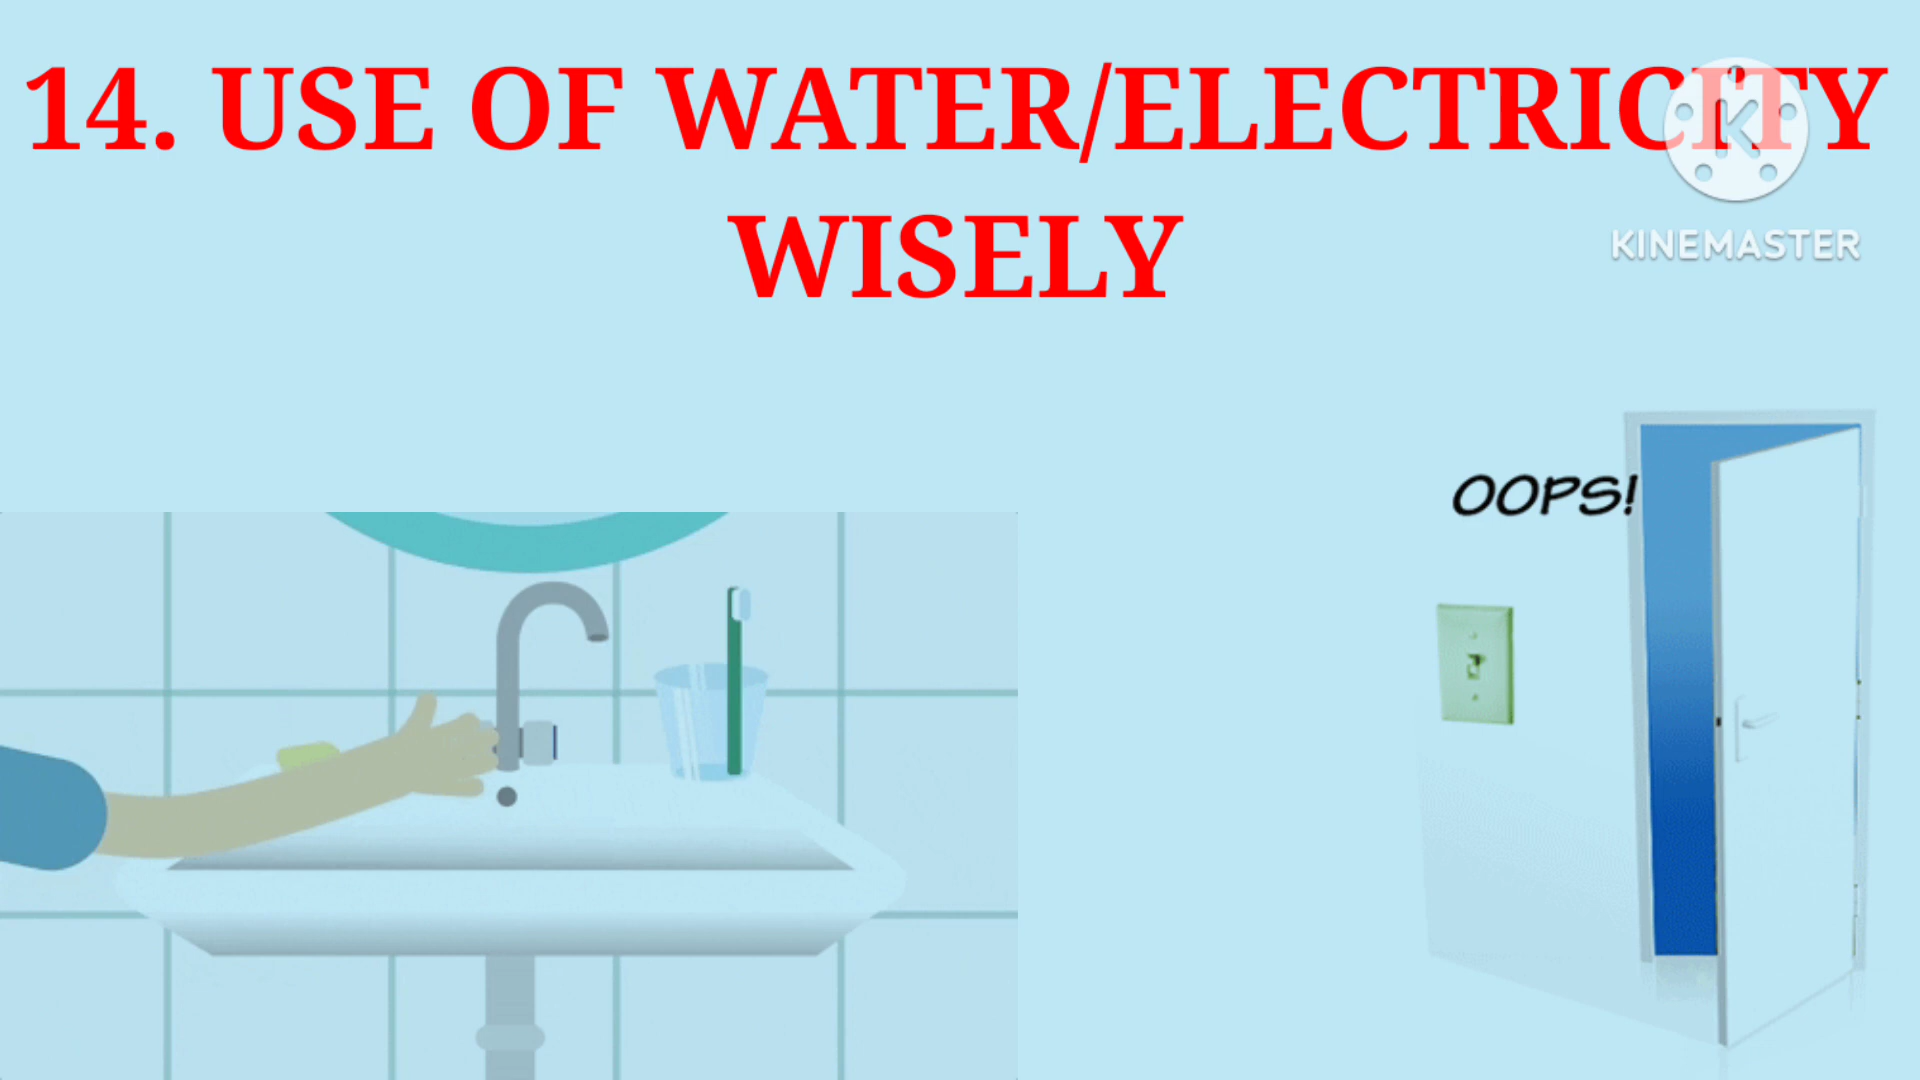 14. USE OF WATER/ELECTRICITY
WISELY
K
KINEMASTER
OOPS!